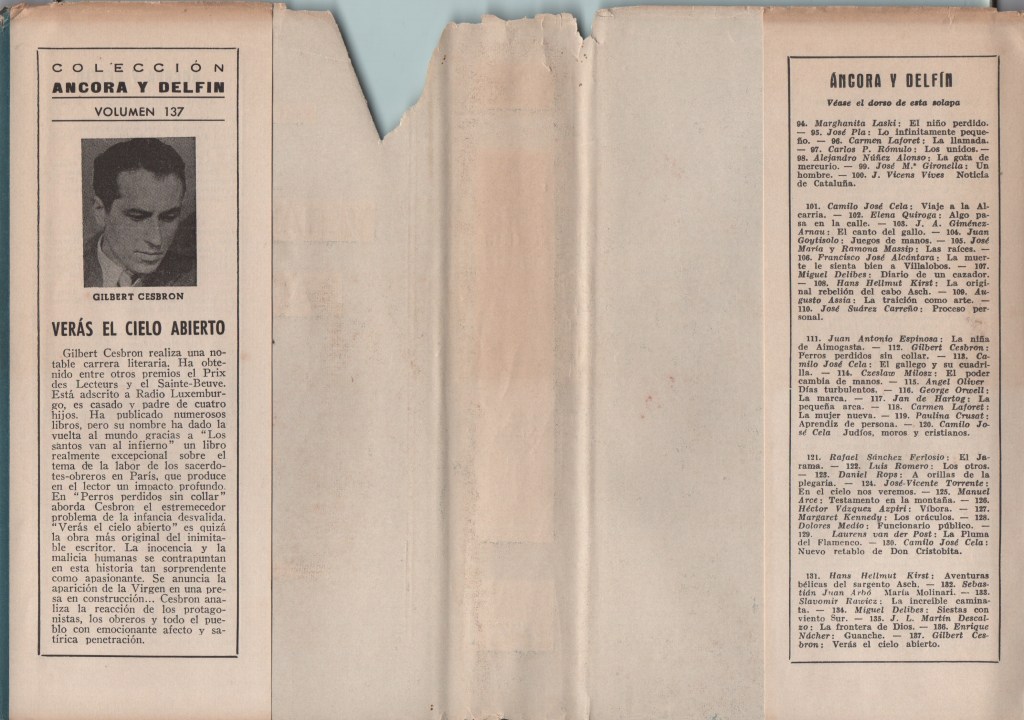 COLECCIÓN
ANCORA Y DELFIN
VOLUMEN 137
GILBERT CESBRON
VERÁS EL CIELO ABIERTO
Gilbert Cesbron realiza una no-
table carrera literaria. Ha obte-
nido entre otros premios el Prix
des Lecteurs y el Sainte-Beuve.
Está adscrito a Radio Luxembur-
go, es casado y padre de cuatro
hijos. Ha publicado numerosos
libros, pero su nombre ha dado la
vuelta al mundo gracias a "Los
santos van al infierno" un libro
realmente excepcional sobre el
tema de la labor de los sacerdo-
tes-obreros en París, que produce
en el lector un impacto profundo.
En "Perros perdidos sin collar"
aborda Cesbron el estremecedor
problema de la infancia desvalida.
"Verás el cielo abierto" es quizá
la obra más original del inimita-
ble escritor. La inocencia y la
malicia humanas se contrapuntan
en esta historia tan sorprendente
como apasionante. Se anuncia la
aparición de la Virgen en una pre-
sa en construcción... Cesbron ana-
liza la reacción de los protago-
nistas, los obreros y todo el pue-
blo con emocionante afecto y sa-
tírica penetración.
ÁNCORA Y DELFÍN
Véase el dorso de esta solapa
94. Marghanita Laski: El niño perdido.
— 95. José Pla: Lo infinitamente peque-
ño. — 96. Carmen Laforet: La llamada.
— 97. Carlos P. Rómulo: Los unidos. —
98. Alejandro Núñez Alonso: La gota de
mercurio. — 99. José M.ª Gironella: Un
hombre. — 100. J. Vicens Vives Noticia
de Cataluña.
101. Camilo José Cela: Viaje a la Al-
carria. — 102. Elena Quiroga: Algo pa-
sa en la calle. — 103. J. A. Giménez-
Arnau: El canto del gallo. — 104. Juan
Goytisolo: Juegos de manos. — 105. José
María y Ramona Massip: Las raíces. —
106. Francisco José Alcántara: La muer-
te le sienta bien a Villalobos. — 107.
Miguel Delibes: Diario de un cazador.
— 108. Hans Hellmut Kirst: La origi-
nal rebelión del cabo Asch. — 109. Au-
gusto Assía: La traición como arte. —
110. José Suárez Carreño: Proceso per-
sonal.
111. Juan Antonio Espinosa: La niña
de Almogasta. — 112. Gilbert Cesbron:
Perros perdidos sin collar. — 113. Ca-
milo José Cela: El gallego y su cuadri-
lla. — 114. Czeslaw Milosz: El poder
cambia de manos. — 115. Angel Oliver
Días turbulentos. — 116. George Orwell:
La marca. — 117. Jan de Hartog: La
pequeña arca. — 118. Carmen Laforet:
La mujer nueva. — 119. Paulina Crusat:
Aprendiz de persona. — 120. Camilo Jo-
sé Cela Judíos, moros y cristianos.
121. Rafael Sánchez Ferlosio: El Ja-
rama. — 122. Luis Romero: Los otros.
— 123. Daniel Rops: A orillas de la
plegaria. — 124. José-Vicente Torrente:
En el cielo nos veremos. — 125. Manuel
Arce: Testamento en la montaña. — 126.
Héctor Vázquez Azpiri: Víbora. — 127.
Margaret Kennedy: Los oráculos. — 128.
Dolores Medio: Funcionario público. —
129. Laurens van der Post: La Pluma
del Flamenco. — 130. Camilo José Cela:
Nuevo retablo de Don Cristobita.
131. Hans Hellmut Kirst: Aventuras
bélicas del sargento Asch. — 132. Sebas-
tián Juan Arbó María Molinari. — 133.
Slavomir Rawicz: La increíble camina-
ta. — 134. Miguel Delibes: Siestas con
viento Sur. — 135. J. L. Martín Descal-
zo: La frontera de Dios. — 136. Enrique
Nácher: Guanche. — 137. Gilbert Ces-
bron: Verás el cielo abierto.